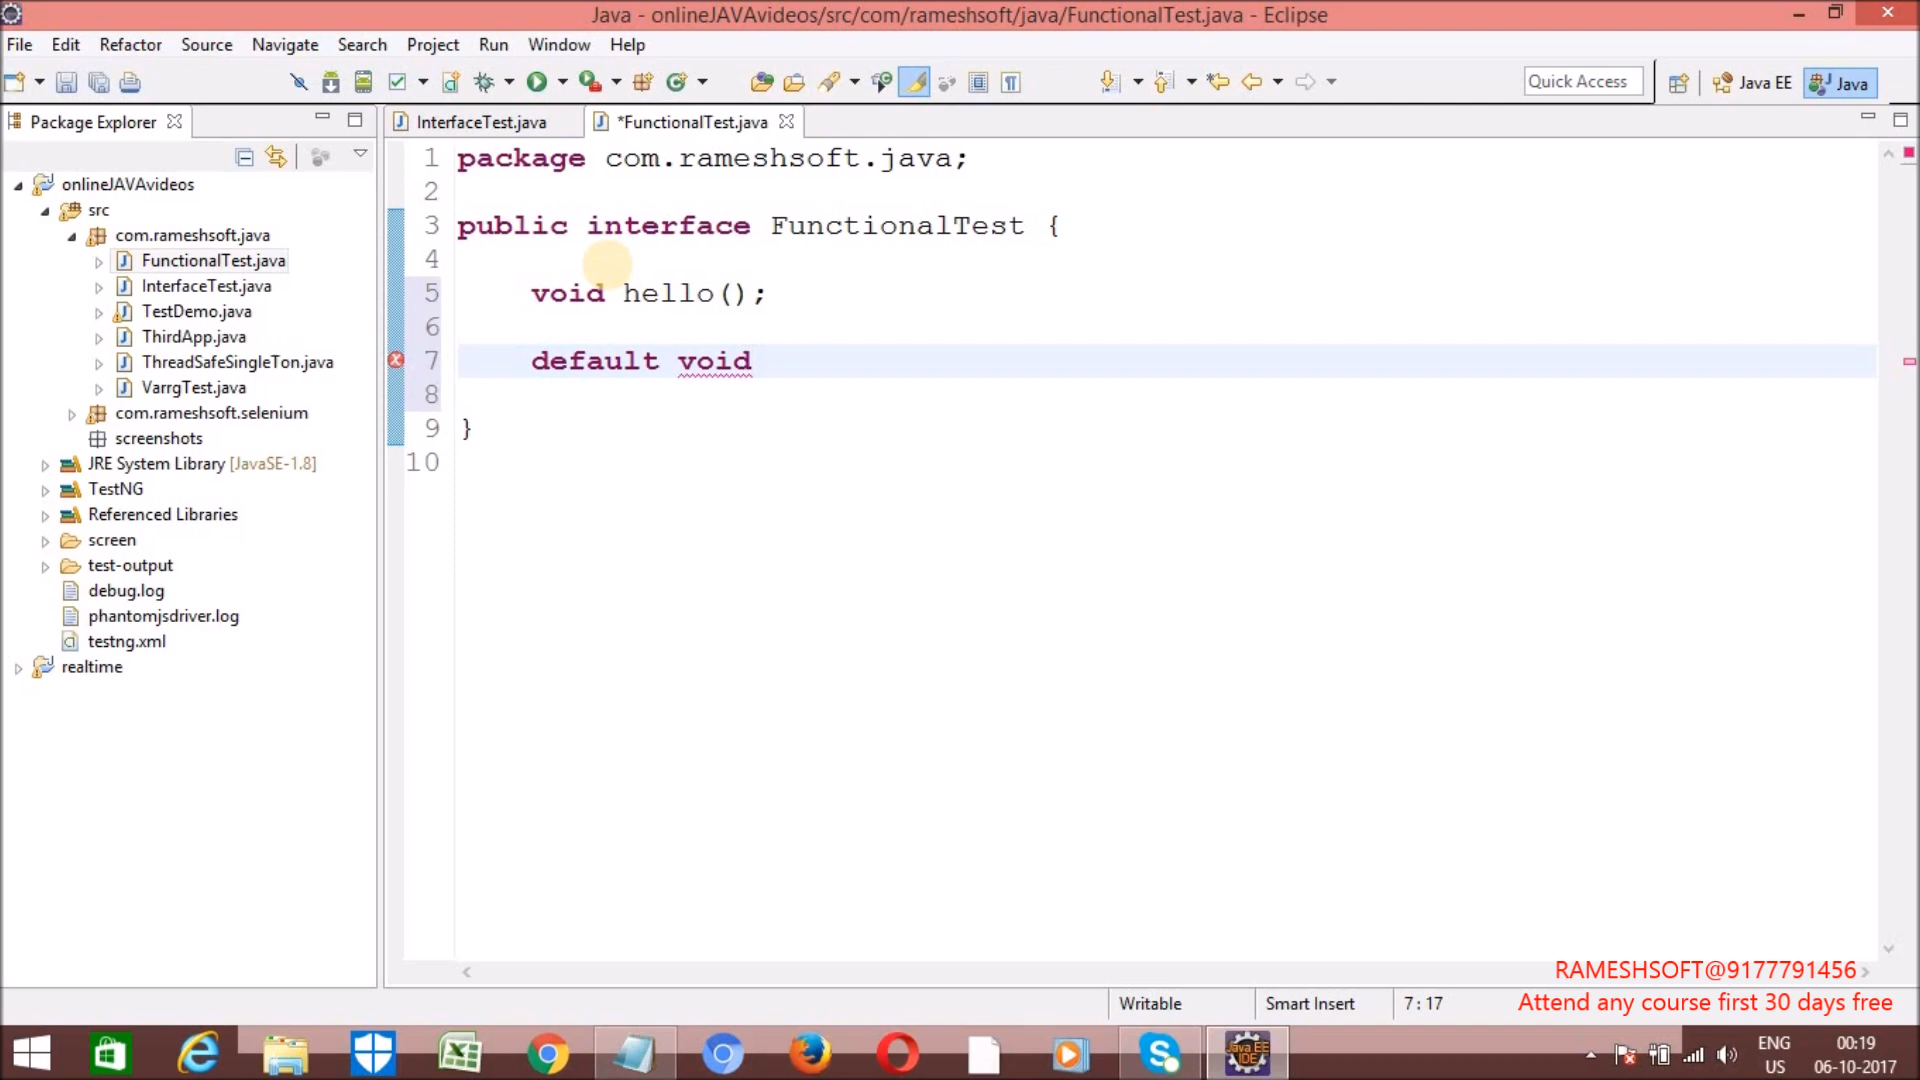 Java - onlineJAVAvideos/src/com/rameshsoft/java/FunctionalTest.java - Eclipse
File Edit Refactor Source Navigate Search Project Run Window Help
Quick Access Java EE Java
Package Explorer
InterfaceTest.java *FunctionalTest.java
onlineJAVAvideos
src
com.rameshsoft.java
FunctionalTest.java
InterfaceTest.java
TestDemo.java
ThirdApp.java
ThreadSafeSingleTon.java
VarrgTest.java
com.rameshsoft.selenium
screenshots
JRE System Library [JavaSE-1.8]
TestNG
Referenced Libraries
screen
test-output
debug.log
phantomjsdriver.log
testng.xml
realtime
1 package com.rameshsoft.java;
2
3 public interface FunctionalTest {
4
5 void hello();
6
7 default void
8
9 }
10
RAMESHSOFT@9177791456
Attend any course first 30 days free
Writable Smart Insert 7 : 17
Java EE
IDE
ENG
US
00:19
06-10-2017